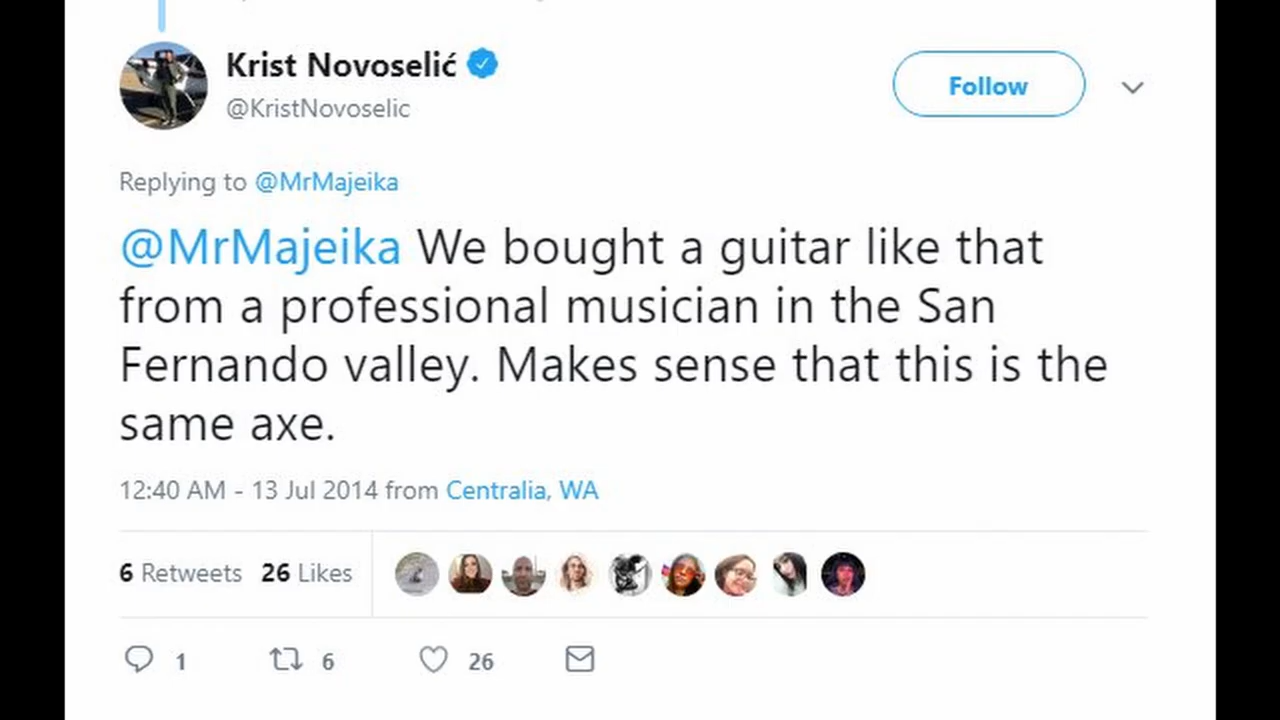 Krist Novoselić
@KristNovoselic
Follow
Replying to @MrMajeika
@MrMajeika We bought a guitar like that
from a professional musician in the San
Fernando valley. Makes sense that this is the
same axe.
12:40 AM - 13 Jul 2014 from Centralia, WA
6 Retweets 26 Likes
1 6 26